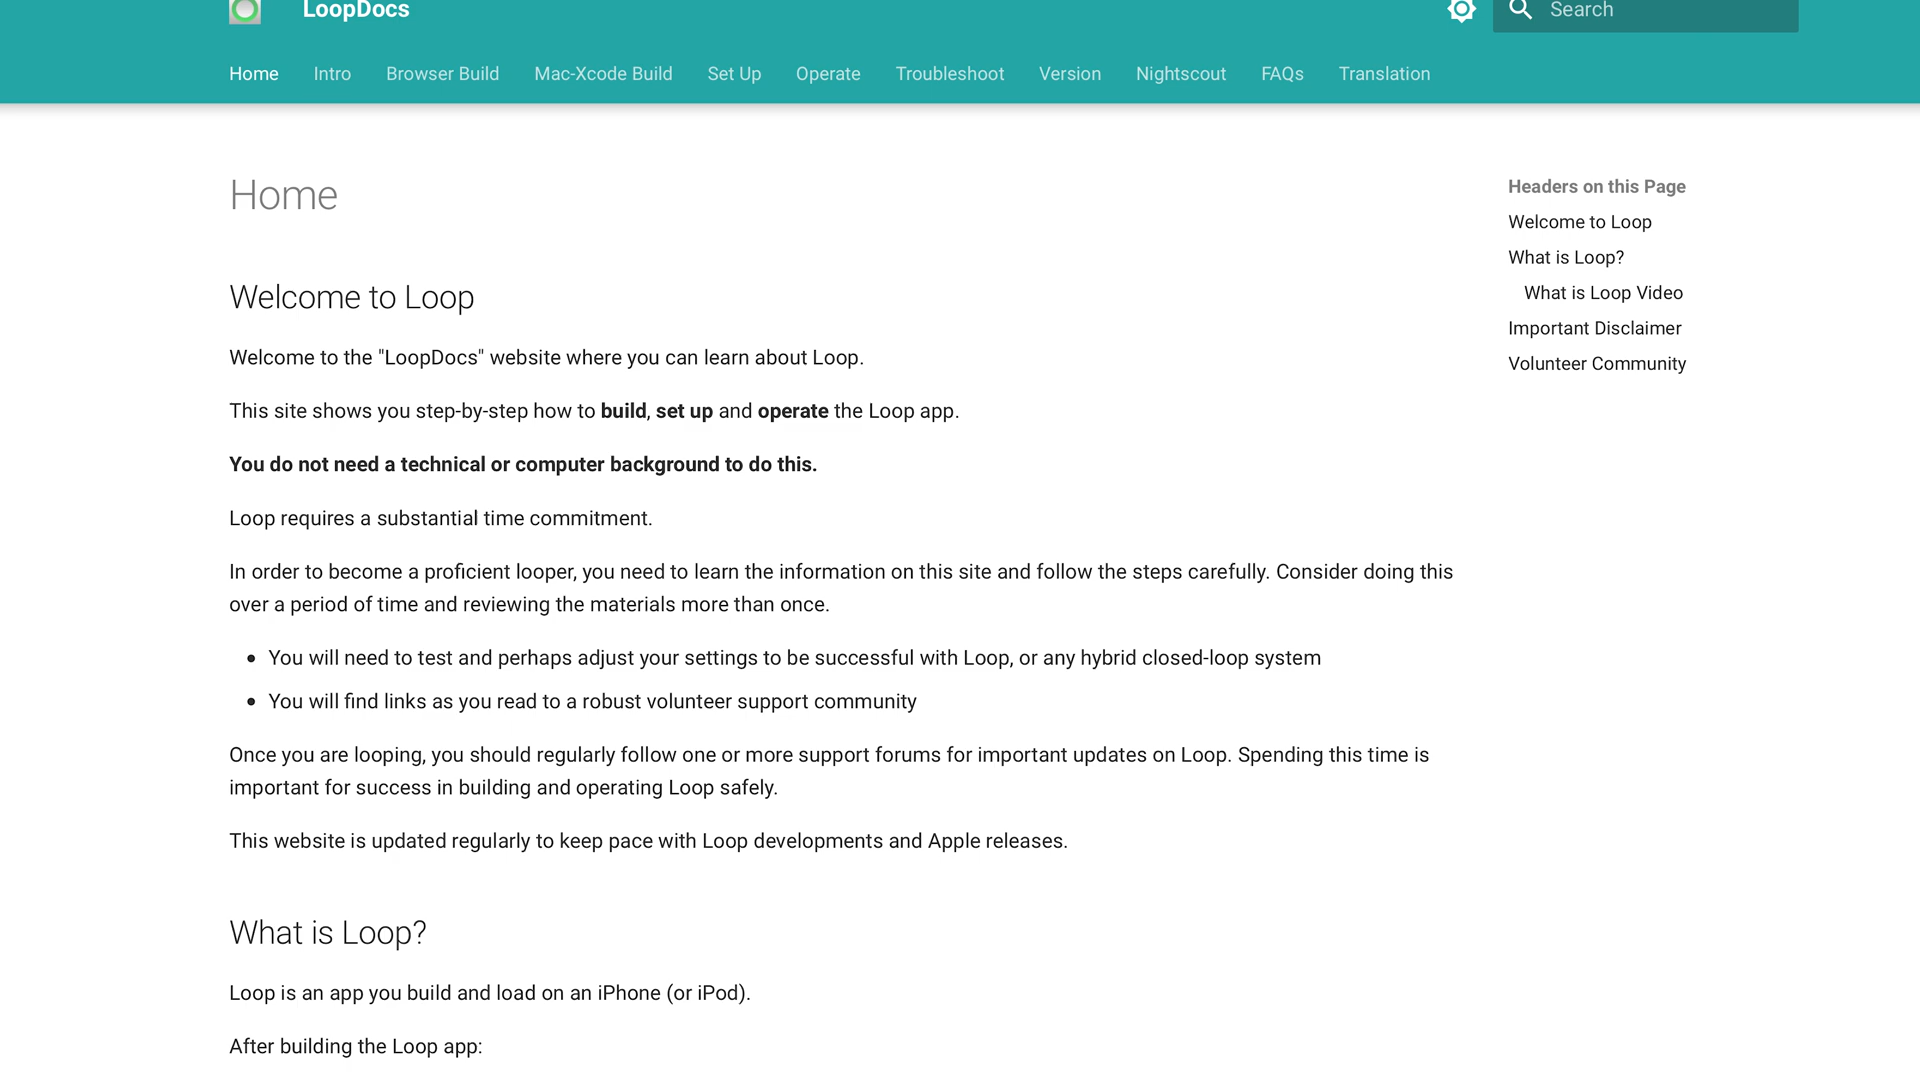 LoopDocs
Search
Home Intro Browser Build Mac-Xcode Build Set Up Operate Troubleshoot Version Nightscout FAQs Translation
Home
Welcome to Loop
Welcome to the "LoopDocs" website where you can learn about Loop.
This site shows you step-by-step how to build, set up and operate the Loop app.
You do not need a technical or computer background to do this.
Loop requires a substantial time commitment.
In order to become a proficient looper, you need to learn the information on this site and follow the steps carefully. Consider doing this
over a period of time and reviewing the materials more than once.
• You will need to test and perhaps adjust your settings to be successful with Loop, or any hybrid closed-loop system
• You will find links as you read to a robust volunteer support community
Once you are looping, you should regularly follow one or more support forums for important updates on Loop. Spending this time is
important for success in building and operating Loop safely.
This website is updated regularly to keep pace with Loop developments and Apple releases.
What is Loop?
Loop is an app you build and load on an iPhone (or iPod).
After building the Loop app:
Headers on this Page
Welcome to Loop
What is Loop?
What is Loop Video
Important Disclaimer
Volunteer Community